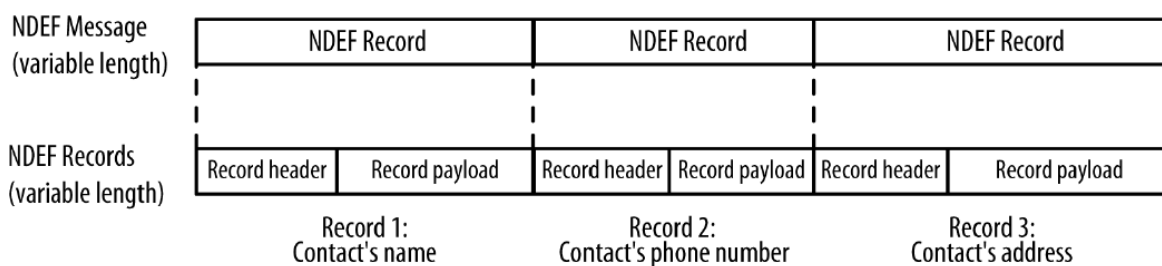 NDEF Message
(variable length)
NDEF Record
NDEF Record
NDEF Record
NDEF Records
(variable length)
Record header
Record payload
Record header
Record payload
Record header
Record payload
Record 1:
Contact's name
Record 2:
Contact's phone number
Record 3:
Contact's address